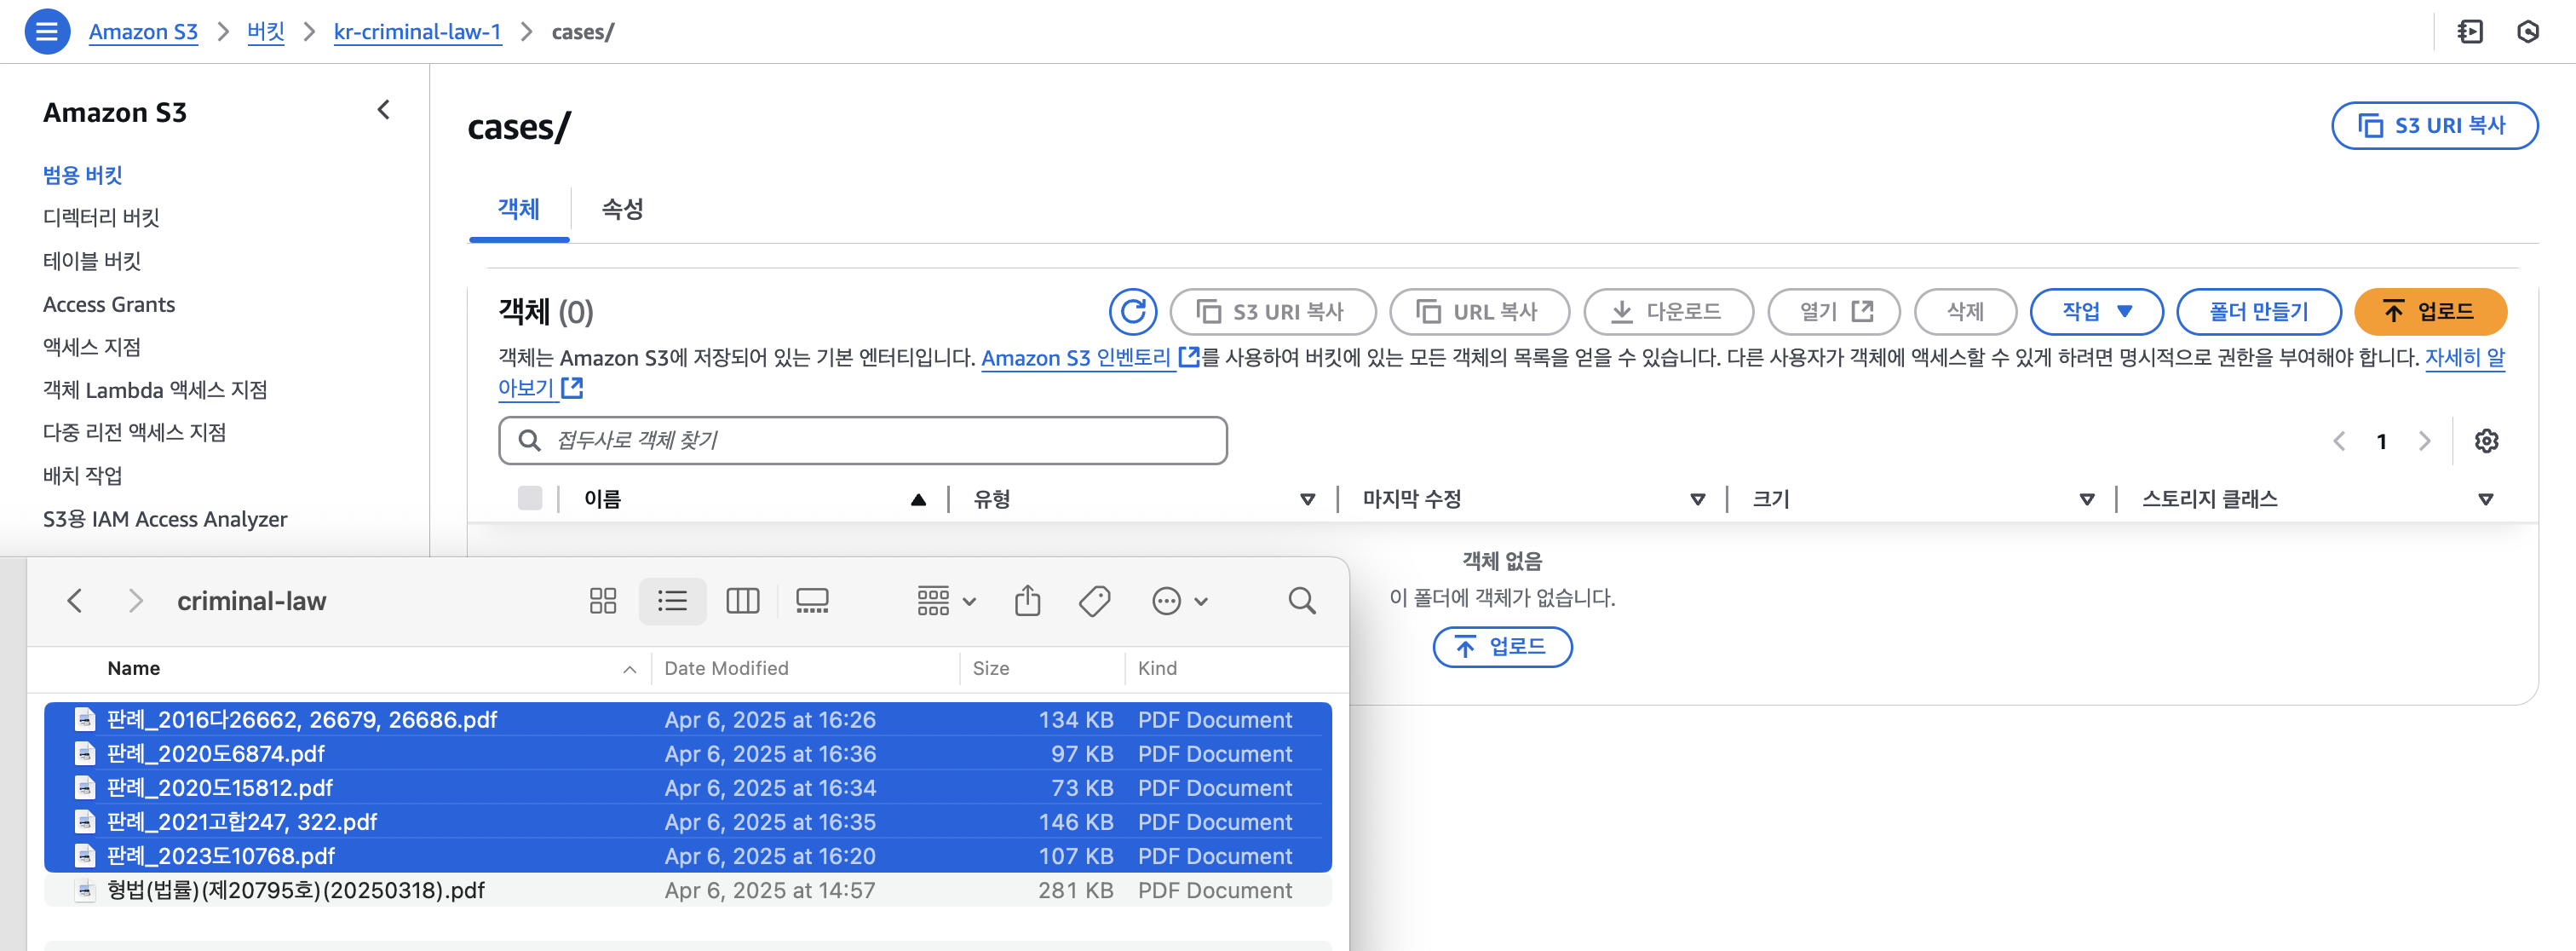 Amazon S3 > 버킷 > kr-criminal-law-1 > cases/
Amazon S3
범용 버킷
디렉터리 버킷
테이블 버킷
Access Grants
액세스 지점
객체 Lambda 액세스 지점
다중 리전 액세스 지점
배치 작업
S3용 IAM Access Analyzer
cases/
S3 URI 복사
객체 속성
객체 (0)
S3 URI 복사 URL 복사 다운로드 열기 삭제 작업 폴더 만들기 업로드
객체는 Amazon S3에 저장되어 있는 기본 엔터티입니다. Amazon S3 인벤토리 를 사용하여 버킷에 있는 모든 객체의 목록을 얻을 수 있습니다. 다른 사용자가 객체에 액세스할 수 있게 하려면 명시적으로 권한을 부여해야 합니다. 자세히 알
아보기
접두사로 객체 찾기
1
이름 유형 마지막 수정 크기 스토리지 클래스
객체 없음
이 폴더에 객체가 없습니다.
업로드
criminal-law
Name Date Modified Size Kind
판례_2016다26662, 26679, 26686.pdf Apr 6, 2025 at 16:26 134 KB PDF Document
판례_2020도6874.pdf Apr 6, 2025 at 16:36 97 KB PDF Document
판례_2020도15812.pdf Apr 6, 2025 at 16:34 73 KB PDF Document
판례_2021고합247, 322.pdf Apr 6, 2025 at 16:35 146 KB PDF Document
판례_2023도10768.pdf Apr 6, 2025 at 16:20 107 KB PDF Document
형법(법률)(제20795호)(20250318).pdf Apr 6, 2025 at 14:57 281 KB PDF Document